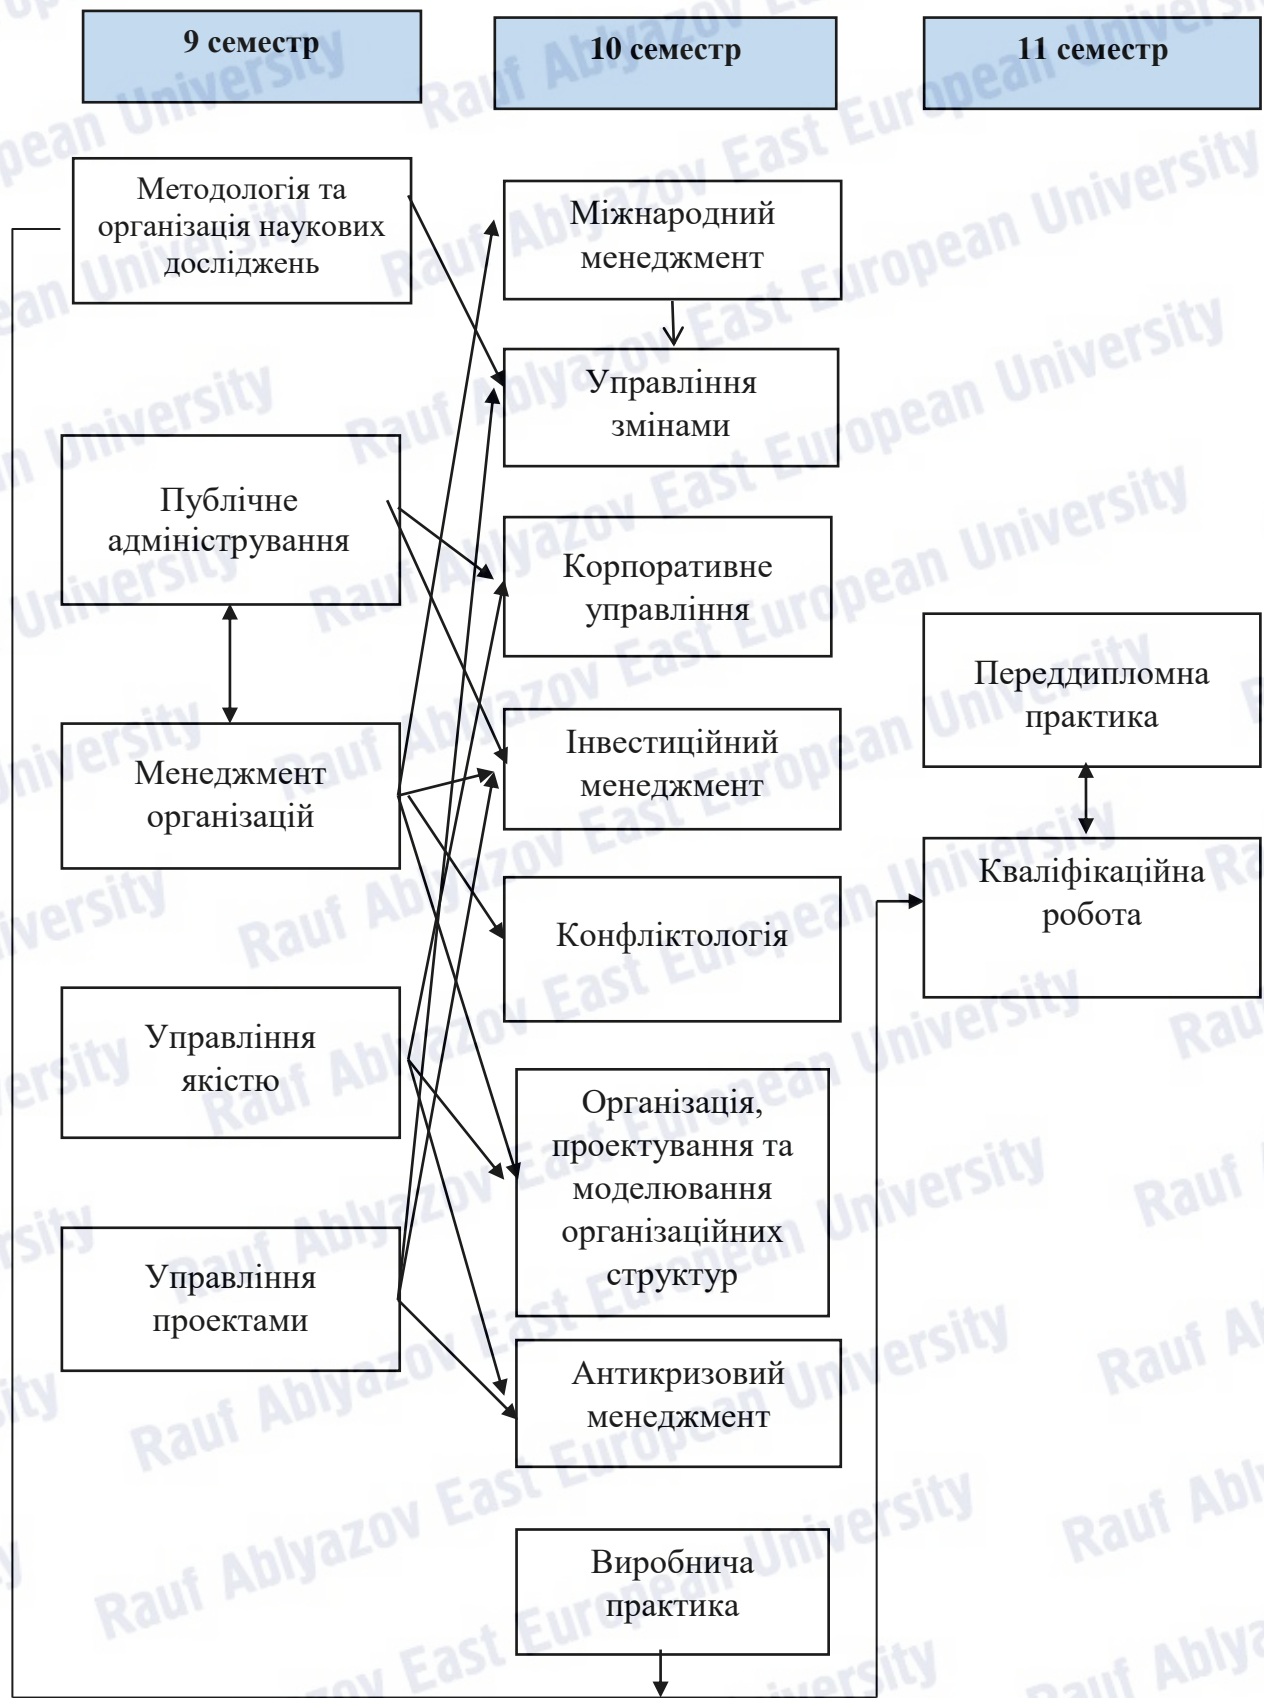 9 семестр
10 семестр
11 семестр
Методологія та
організація наукових
досліджень
Публічне
адміністрування
Менеджмент
організацій
Управління
якістю
Управління
проектами
Міжнародний
менеджмент
Управління
змінами
Корпоративне
управління
Інвестиційний
менеджмент
Конфліктологія
Організація,
проектування та
моделювання
організаційних
структур
Антикризовий
менеджмент
Виробнича
практика
Переддипломна
практика
Кваліфікаційна
робота
Rauf Ablyazov East European University